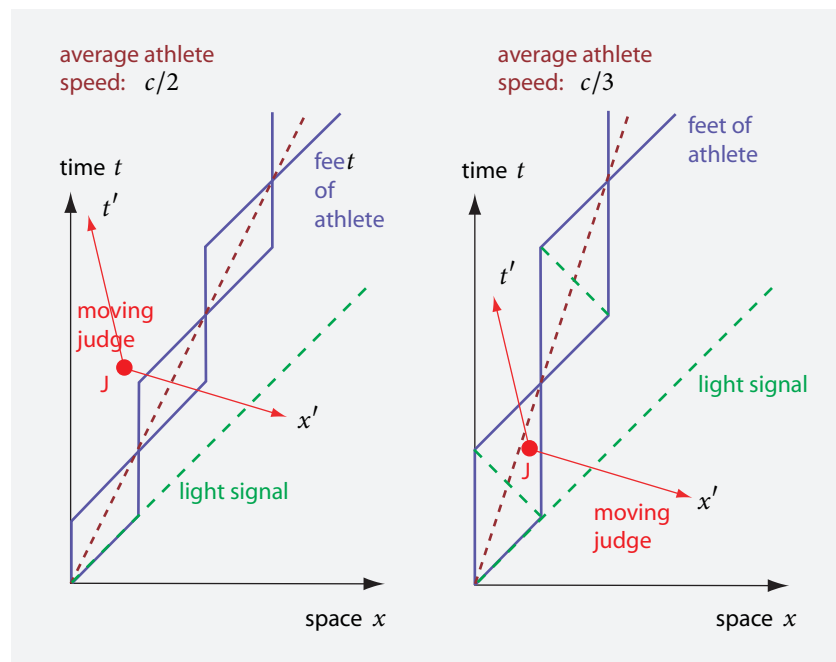 average athlete
speed: c/2
time t
t'
feet
of
athlete
moving
judge
J
x'
light signal
space x
average athlete
speed: c/3
feet of
athlete
time t
t'
light signal
J
x'
moving
judge
space x